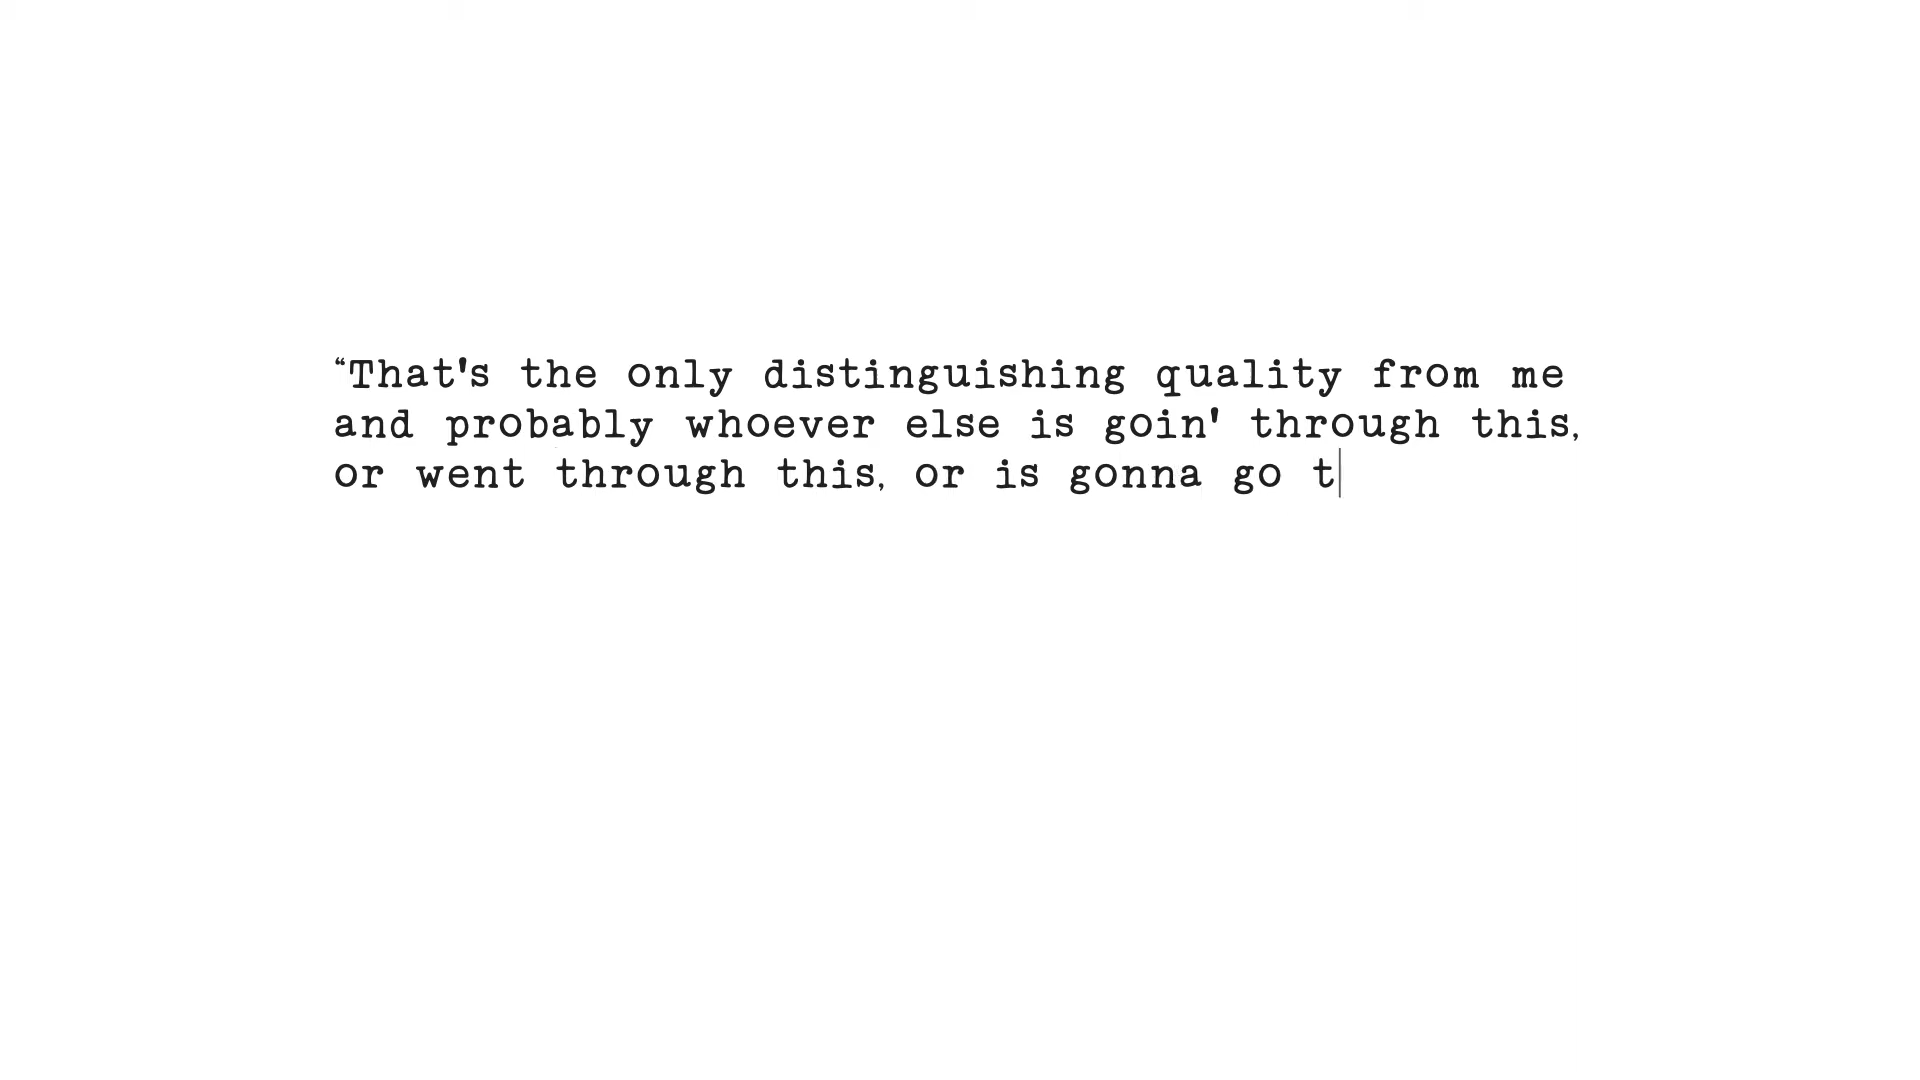 “That's the only distinguishing quality from me
and probably whoever else is goin' through this,
or went through this, or is gonna go t